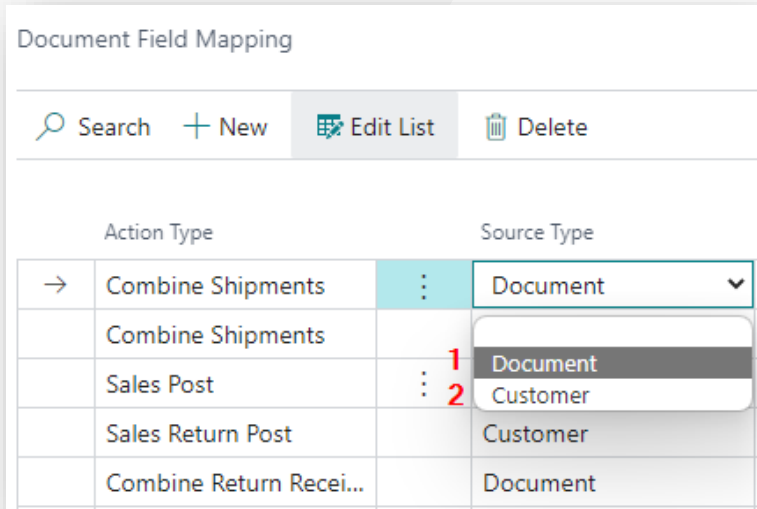 Document Field Mapping
Search New Edit List Delete
Action Type Source Type
Combine Shipments Document
Combine Shipments
1 Document
Sales Post
2 Customer
Sales Return Post Customer
Combine Return Recei... Document